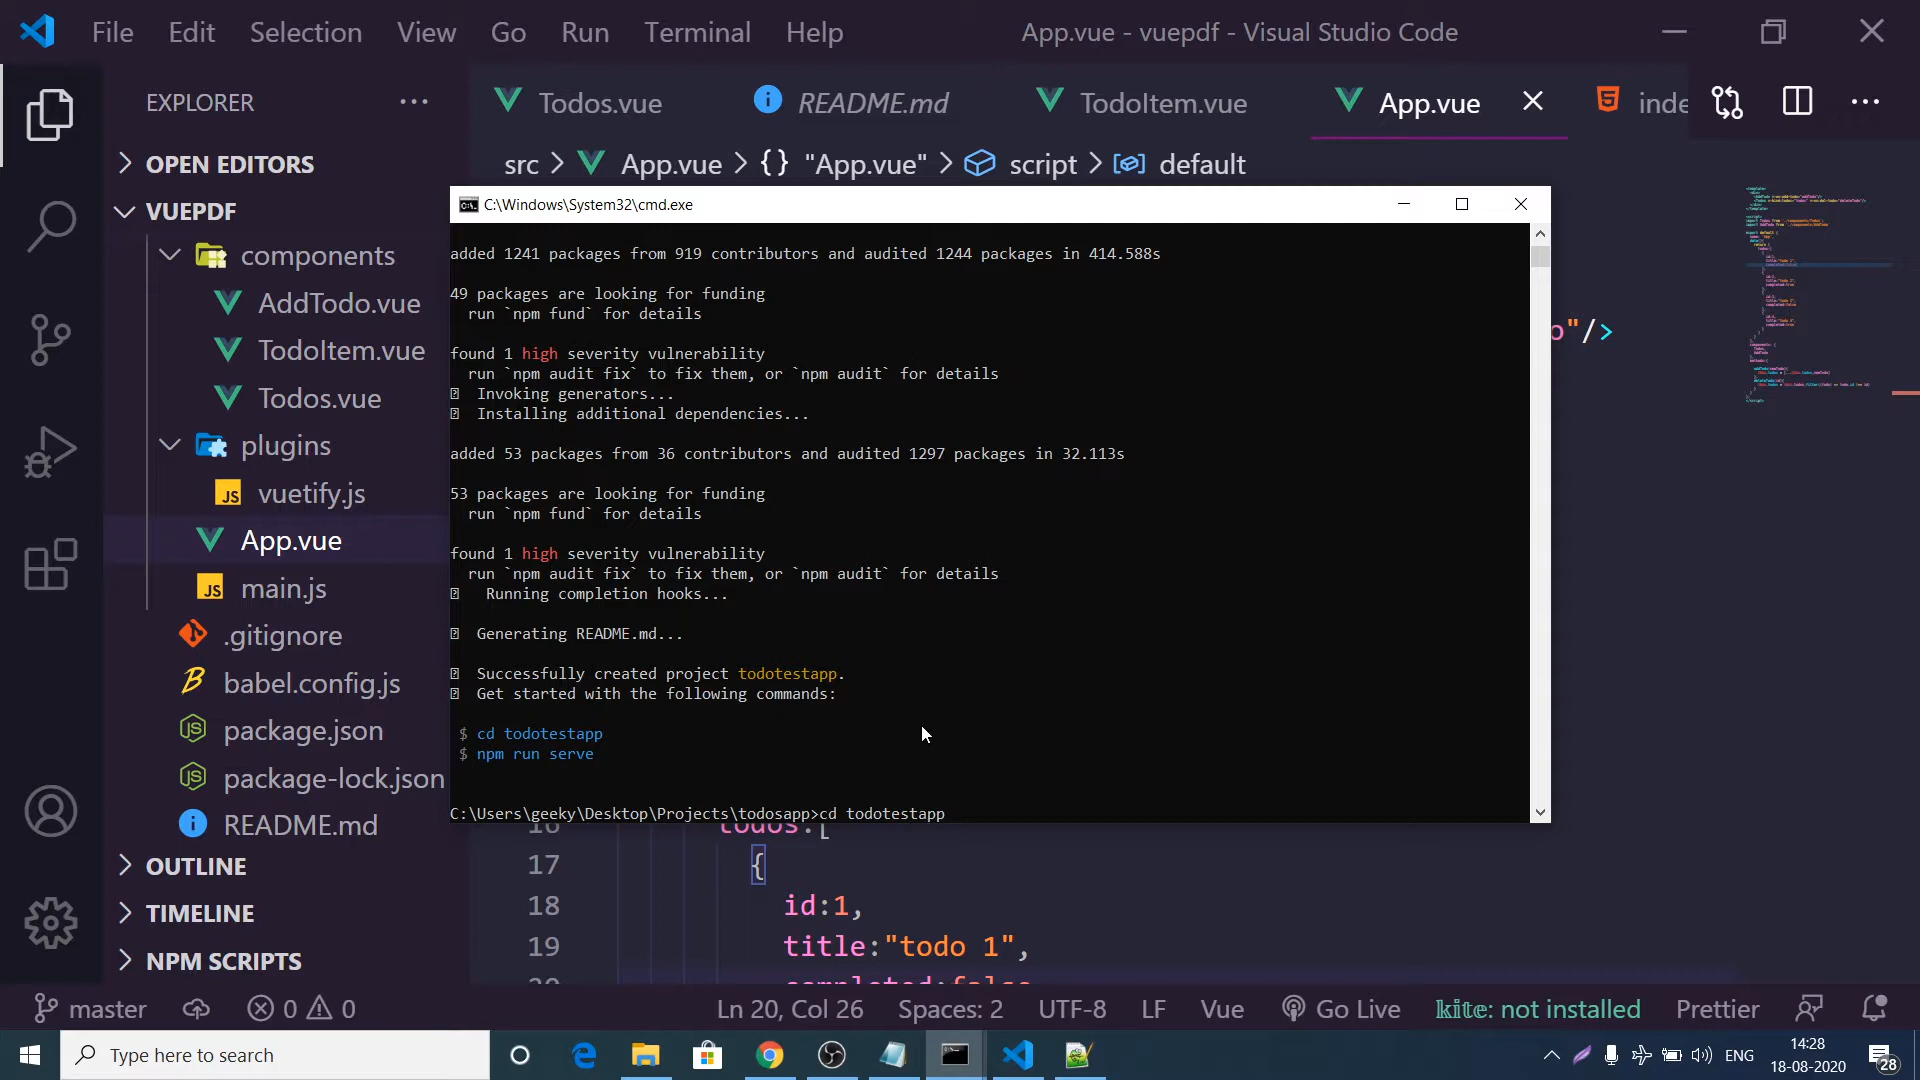 File Edit Selection View Go Run Terminal Help
App.vue - vuepdf - Visual Studio Code
EXPLORER
Todos.vue README.md TodoItem.vue App.vue inde
OPEN EDITORS
src > App.vue > {} "App.vue" > script > default
VUEPDF
components
AddTodo.vue
TodoItem.vue
Todos.vue
plugins
vuetify.js
App.vue
main.js
.gitignore
babel.config.js
package.json
package-lock.json
README.md
OUTLINE
TIMELINE
NPM SCRIPTS
C:\Windows\System32\cmd.exe
added 1241 packages from 919 contributors and audited 1244 packages in 414.588s
49 packages are looking for funding
run `npm fund` for details
found 1 high severity vulnerability
run `npm audit fix` to fix them, or `npm audit` for details
Invoking generators...
Installing additional dependencies...
added 53 packages from 36 contributors and audited 1297 packages in 32.113s
53 packages are looking for funding
run `npm fund` for details
found 1 high severity vulnerability
run `npm audit fix` to fix them, or `npm audit` for details
Running completion hooks...
Generating README.md...
Successfully created project todotestapp.
Get started with the following commands:
$ cd todotestapp
$ npm run serve
C:\Users\geeky\Desktop\Projects\todosapp>cd todotestapp
"/>
16 todos:[
17 {
18 id:1,
19 title:"todo 1",
20 completed:false
master 0 0 Ln 20, Col 26 Spaces: 2 UTF-8 LF Vue Go Live kite: not installed Prettier
Type here to search
ENG
14:28
18-08-2020
28